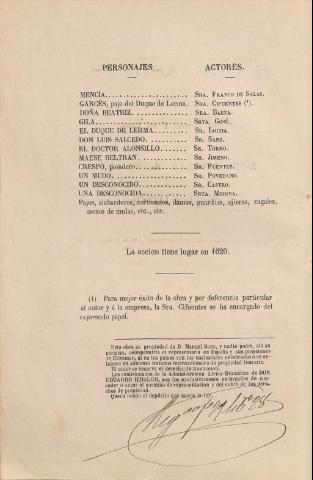 PERSONAJES. ACTORES.
MENCÍA. SRA. FRANCO DE SALAS.
GARCÉS, paje del Duque de Lerma. SRA. CIFUENTES (1).
DOÑA BEATRIZ. SRA. BAENA.
GILA. SRTA. GOSÉ.
EL DUQUE DE LERMA. SR. LOITIA.
DON LUIS SALCEDO. SR. SANZ.
EL DOCTOR ALONSILLO. SR. TORMO.
MAESE BELTRAN. SR. JIMENO.
CRESPO, posadero. SR. FUENTES.
UN MUDO. SR. POVEDANO.
UN DESCONOCIDO. SR. CASTRO.
UNA DESCONOCIDA. SRTA. MEDINA.
Pajes, alabarderos, cortesanos, damas, guardias, ujieres, zagales,
mozos de mulas, etc., etc.
La accion tiene lugar en 1620.
(1) Para mejor éxito de la obra y por deferencia particular
al autor y á la empresa, la Sra. Cifuentes se ha encargado del
expresado papel.
Esta obra es propiedad de D. Manuel Sanz, y nadie podrá, sin su
permiso, reimprimirla ni representarla en España y sus posesiones
de Ultramar, ni en los países con los cuales haya celebrados ó se celebren
en adelante tratados internacionales de propiedad literaria.
El autor se reserva el derecho de traduccion.
Los comisionados de la Administracion Lírico-Dramática de DON
EDUARDO HIDALGO, son los exclusivamente encargados de conceder
ó negar el permiso de representacion y del cobro de los derechos
de propiedad.
Queda hecho el depósito que marca la ley.